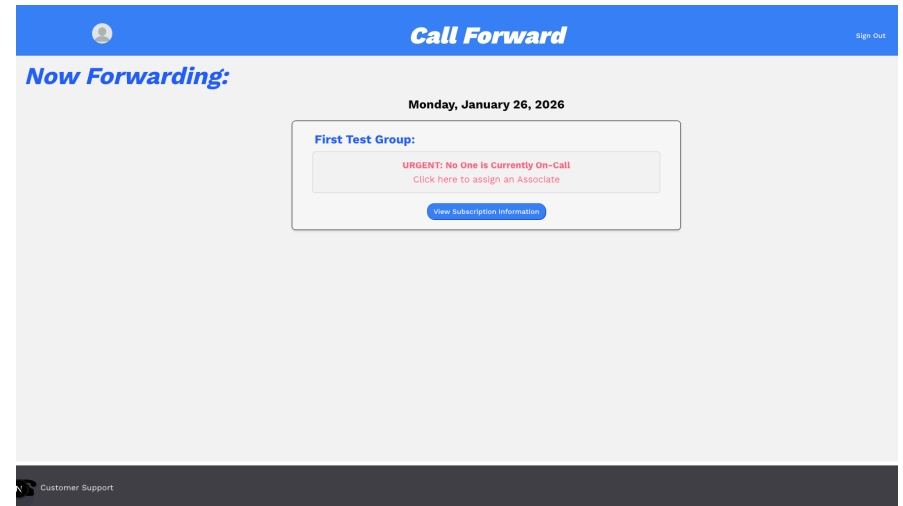 Call Forward
Sign Out
Now Forwarding:
Monday, January 26, 2026
First Test Group:
URGENT: No One is Currently On-Call
Click here to assign an Associate
View Subscription Information
N
Customer Support